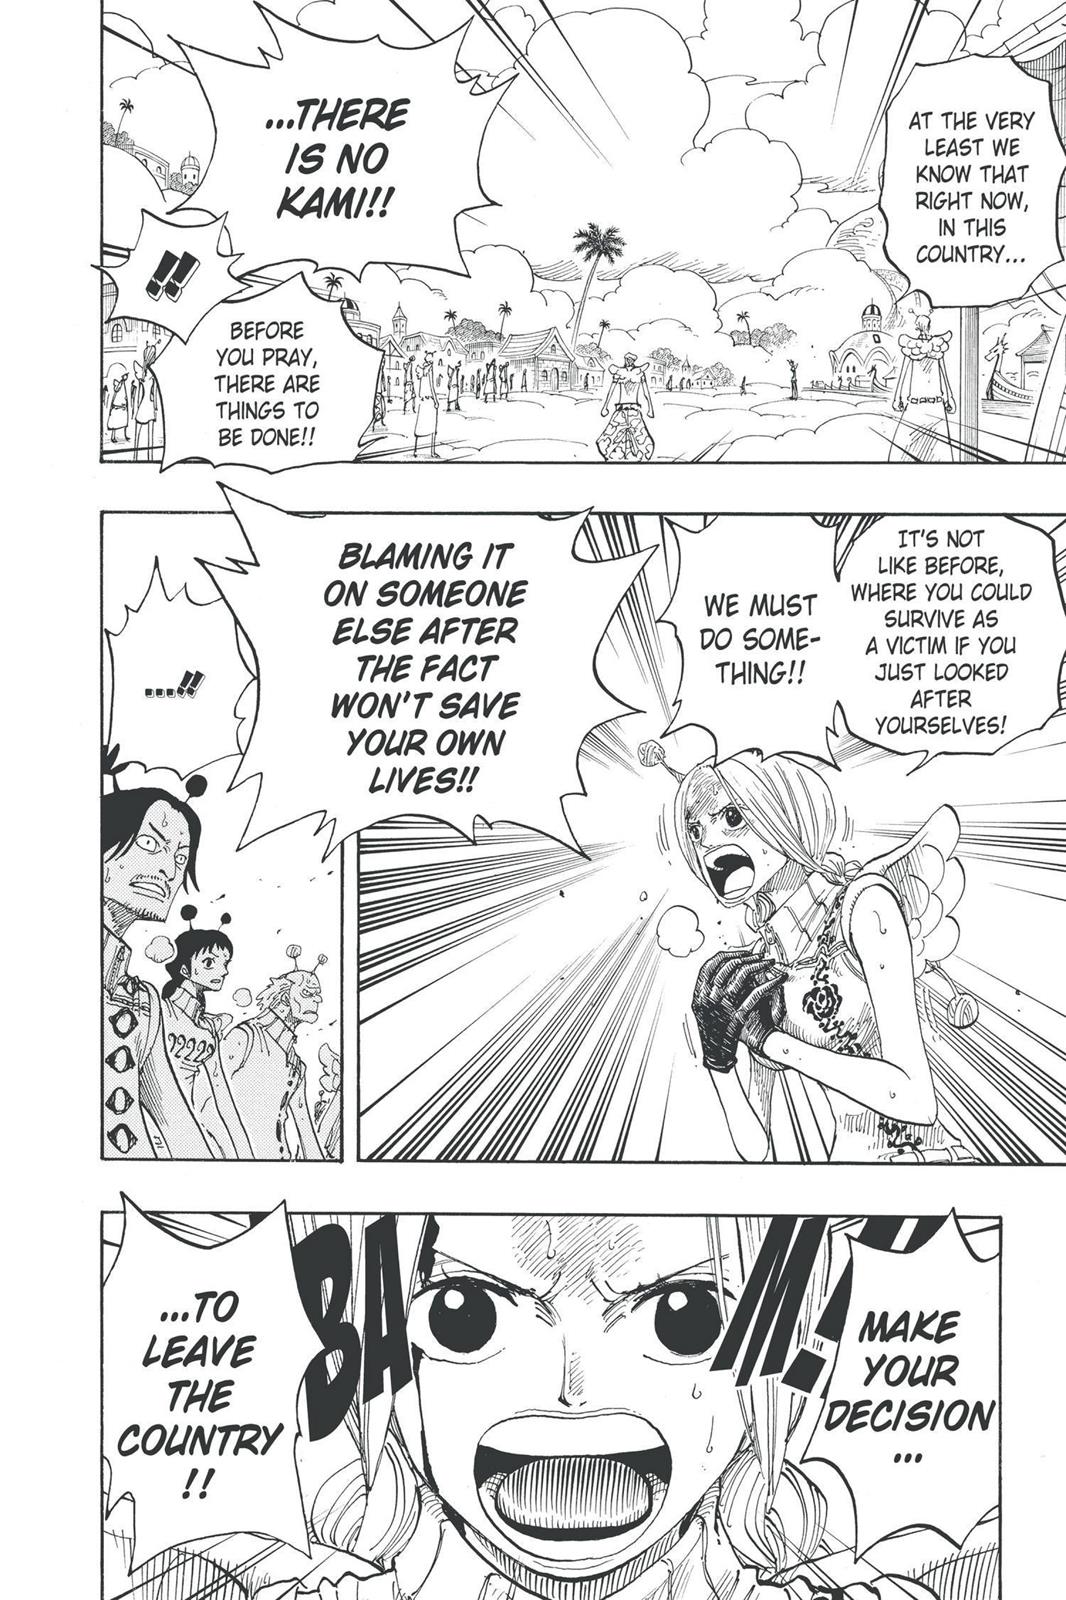 AT THE VERY
LEAST WE
KNOW THAT
RIGHT NOW,
IN THIS
COUNTRY...
...THERE
IS NO
KAMI!!
!!
BEFORE
YOU PRAY,
THERE ARE
THINGS TO
BE DONE!!
IT'S NOT
LIKE BEFORE,
WHERE YOU COULD
SURVIVE AS
A VICTIM IF YOU
JUST LOOKED
AFTER
YOURSELVES!
WE MUST
DO SOME-
THING!!
BLAMING IT
ON SOMEONE
ELSE AFTER
THE FACT
WON'T SAVE
YOUR OWN
LIVES!!
...!!
MAKE
YOUR
DECISION
...
BAM!!
...TO
LEAVE
THE
COUNTRY
!!